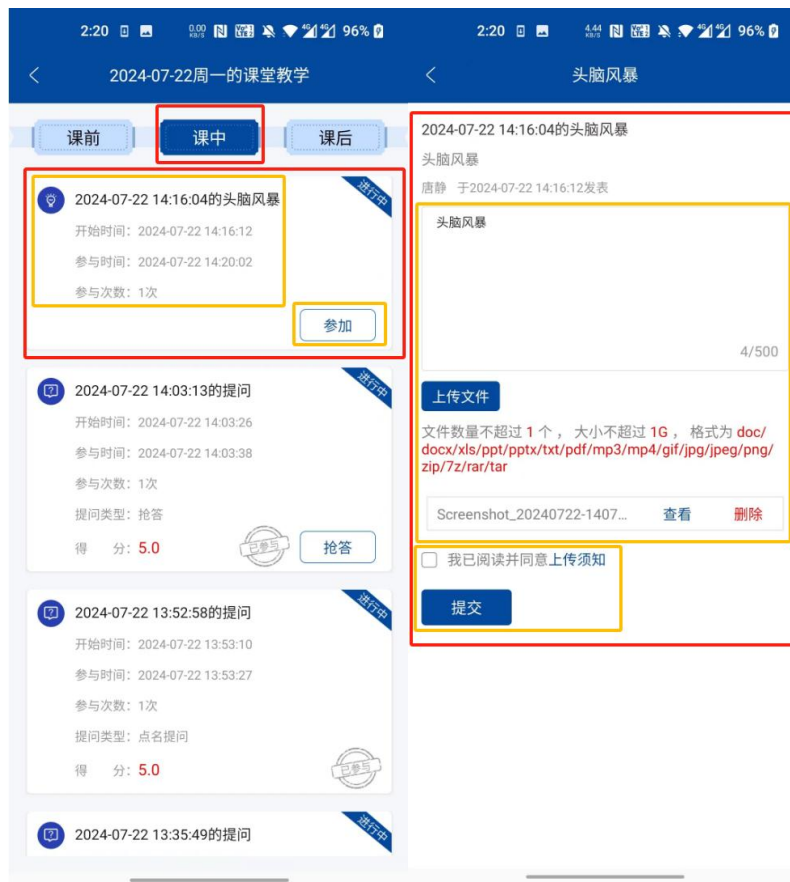 2:20
0.00
KB/S
96%
2024-07-22周一的课堂教学
课前
课中
课后
2024-07-22 14:16:04的头脑风暴
进行中
开始时间：2024-07-22 14:16:12
参与时间：2024-07-22 14:20:02
参与次数：1次
参加
2024-07-22 14:03:13的提问
进行中
开始时间：2024-07-22 14:03:26
参与时间：2024-07-22 14:03:38
参与次数：1次
提问类型：抢答
得 分：5.0
已参与
抢答
2024-07-22 13:52:58的提问
进行中
开始时间：2024-07-22 13:53:10
参与时间：2024-07-22 13:53:27
参与次数：1次
提问类型：点名提问
得 分：5.0
已参与
2024-07-22 13:35:49的提问
进行中
2:20
4.44
KB/S
96%
头脑风暴
2024-07-22 14:16:04的头脑风暴
头脑风暴
唐静 于2024-07-22 14:16:12发表
头脑风暴
4/500
上传文件
文件数量不超过 1 个 ， 大小不超过 1G ， 格式为 doc/
docx/xls/ppt/pptx/txt/pdf/mp3/mp4/gif/jpg/jpeg/png/
zip/7z/rar/tar
Screenshot_20240722-1407...
查看
删除
我已阅读并同意上传须知
提交